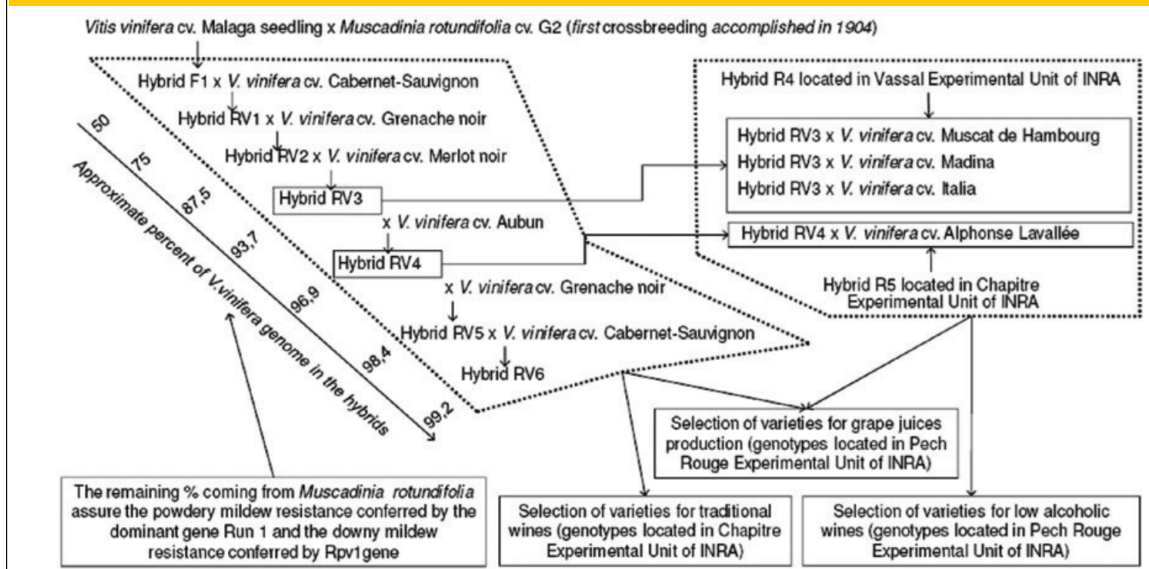 Vitis vinifera cv. Malaga seedling x Muscadinia rotundifolia cv. G2 (first crossbreeding accomplished in 1904)
Hybrid F1 x V. vinifera cv. Cabernet-Sauvignon
Hybrid RV1 x V. vinifera cv. Grenache noir
Hybrid RV2 x V. vinifera cv. Merlot noir
Hybrid RV3
x V. vinifera cv. Aubun
Hybrid RV4
x V. vinifera cv. Grenache noir
Hybrid RV5 x V. vinifera cv. Cabernet-Sauvignon
Hybrid RV6
50
75
87,5
93,7
96,9
98,4
99,2
Approximate percent of V.vinifera genome in the hybrids
Hybrid R4 located in Vassal Experimental Unit of INRA
Hybrid RV3 x V. vinifera cv. Muscat de Hambourg
Hybrid RV3 x V. vinifera cv. Madina
Hybrid RV3 x V. vinifera cv. Italia
Hybrid RV4 x V. vinifera cv. Alphonse Lavallée
Hybrid R5 located in Chapitre
Experimental Unit of INRA
Selection of varieties for grape juices
production (genotypes located in Pech
Rouge Experimental Unit of INRA)
The remaining % coming from Muscadinia rotundifolia
assure the powdery mildew resistance conferred by the
dominant gene Run 1 and the downy mildew
resistance conferred by Rpv1gene
Selection of varieties for traditional
wines (genotypes located in Chapitre
Experimental Unit of INRA)
Selection of varieties for low alcoholic
wines (genotypes located in Pech Rouge
Experimental Unit of INRA)